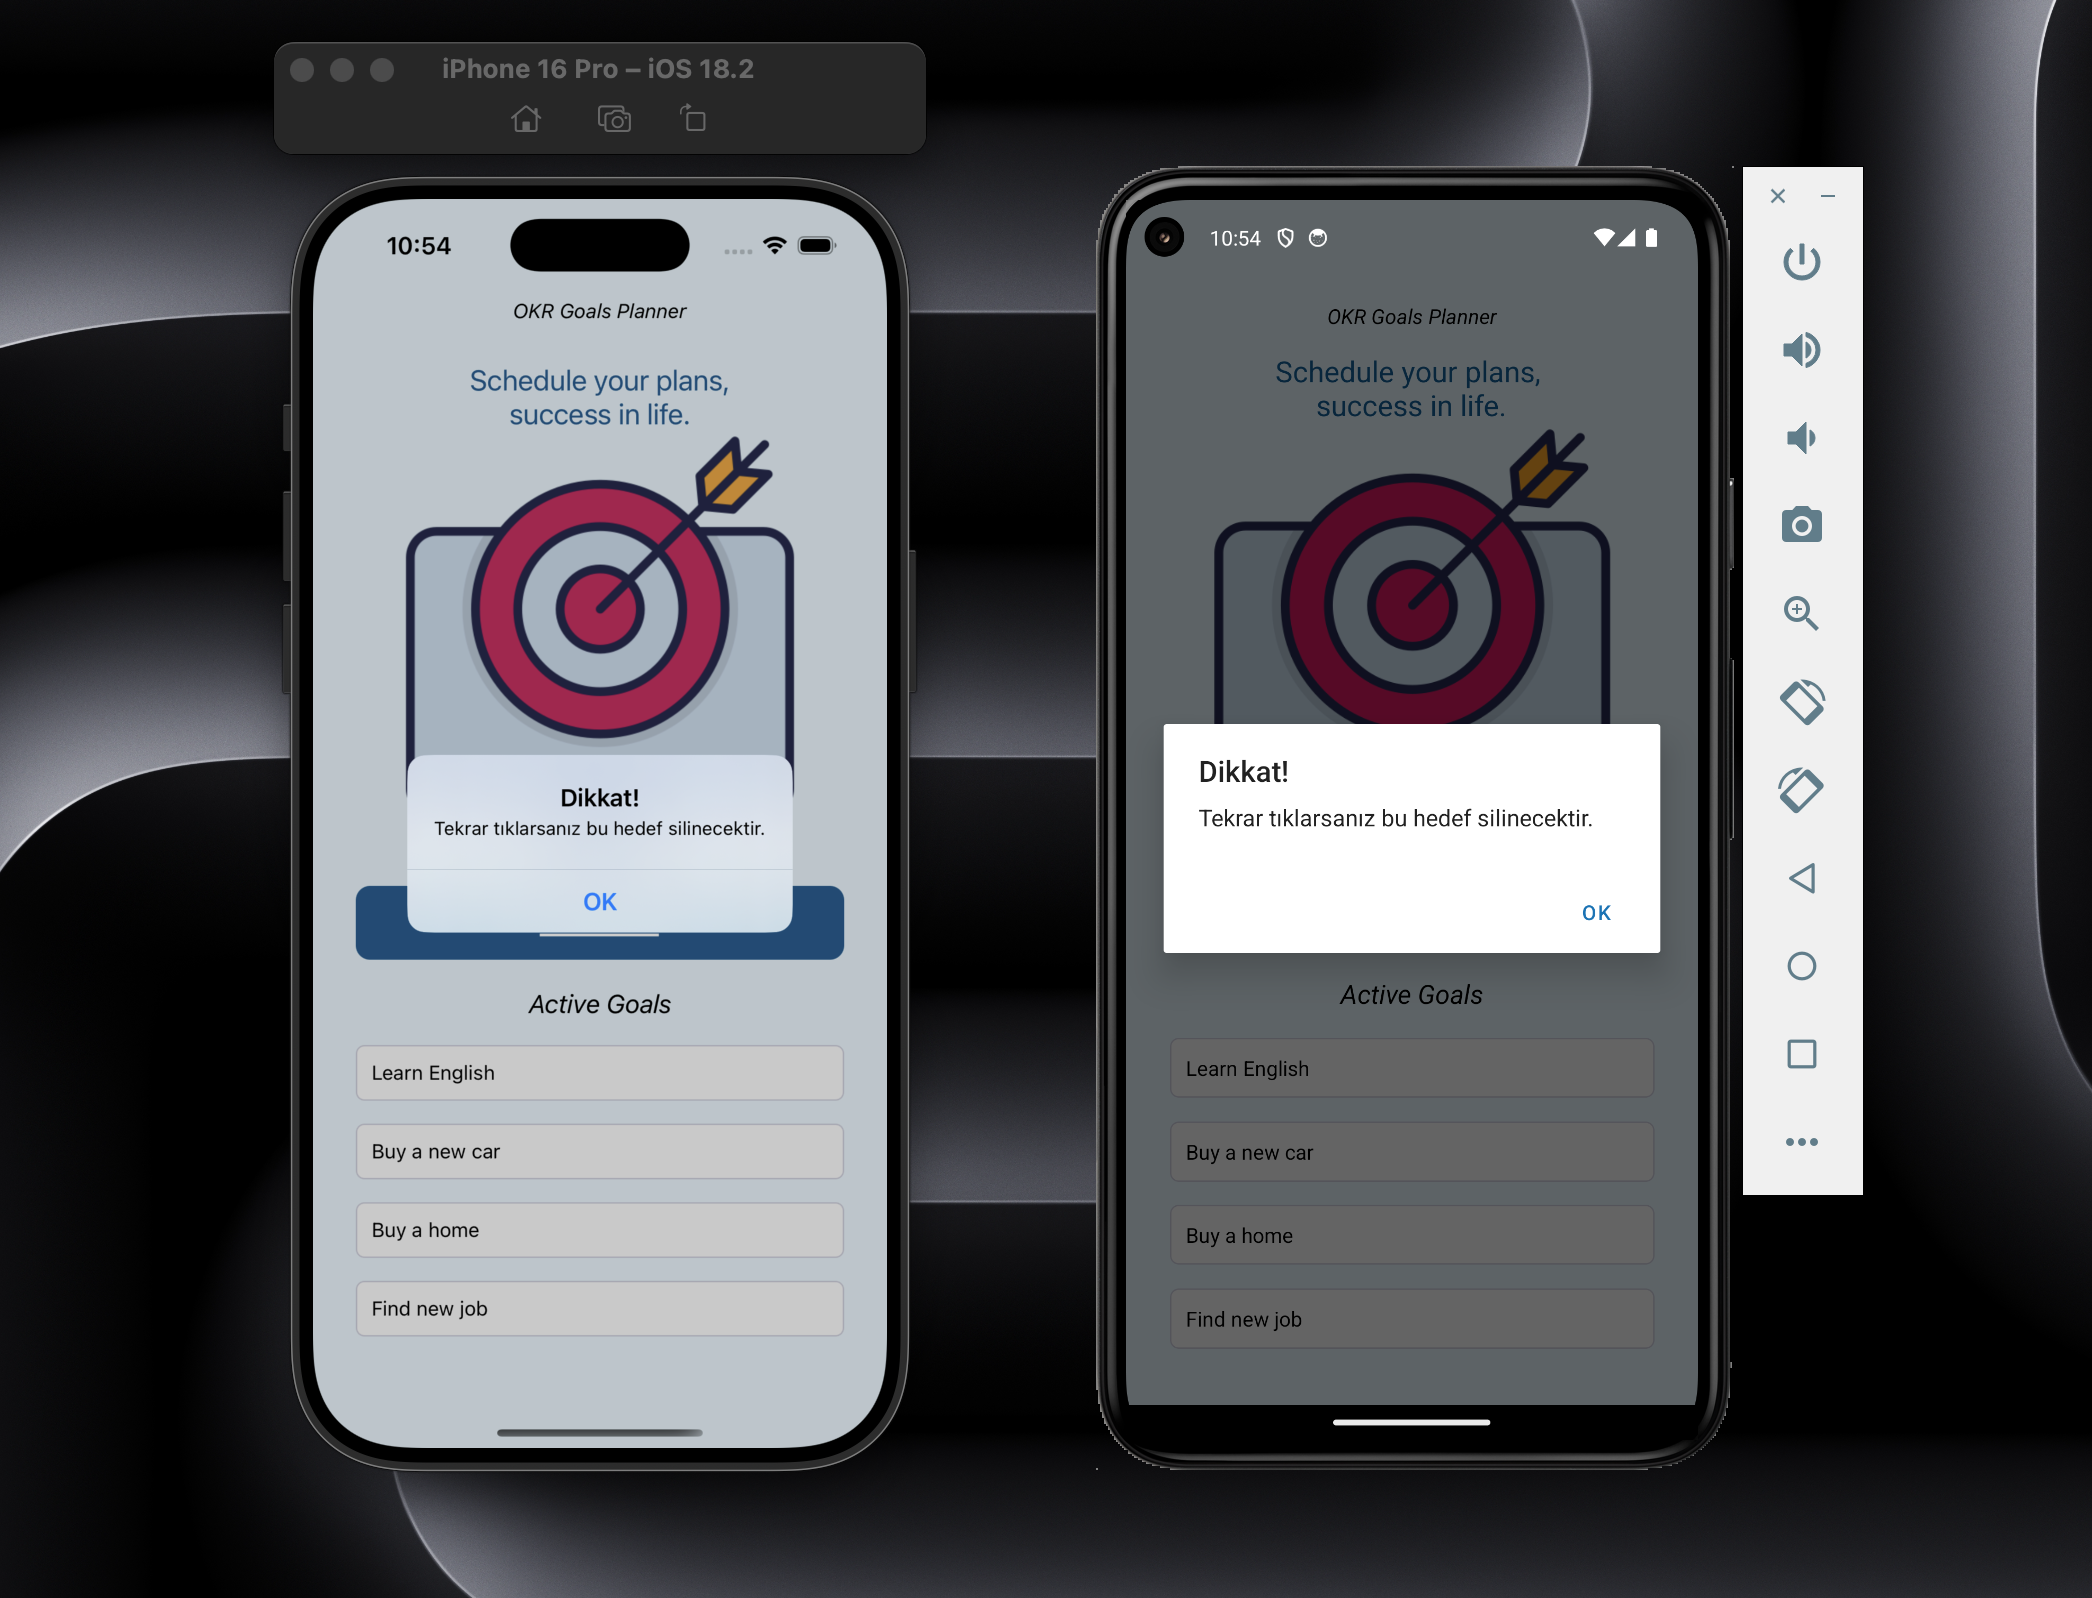 iPhone 16 Pro – iOS 18.2
10:54
OKR Goals Planner
Schedule your plans,
success in life.
Dikkat!
Tekrar tıklarsanız bu hedef silinecektir.
OK
Active Goals
Learn English
Buy a new car
Buy a home
Find new job
10:54
OKR Goals Planner
Schedule your plans,
success in life.
Dikkat!
Tekrar tıklarsanız bu hedef silinecektir.
OK
Active Goals
Learn English
Buy a new car
Buy a home
Find new job